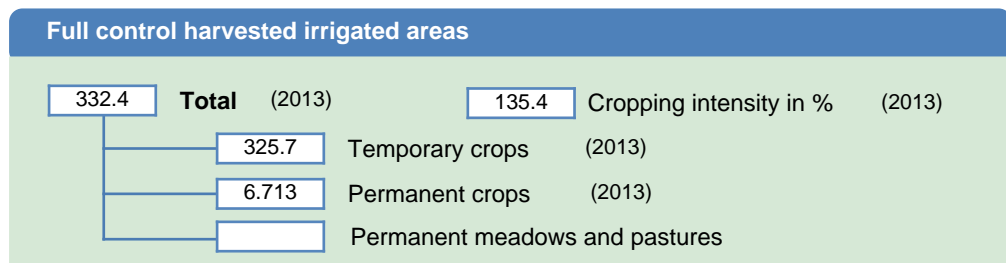 Full control harvested irrigated areas
332.4 Total (2013) 135.4 Cropping intensity in % (2013)
325.7 Temporary crops (2013)
6.713 Permanent crops (2013)
Permanent meadows and pastures